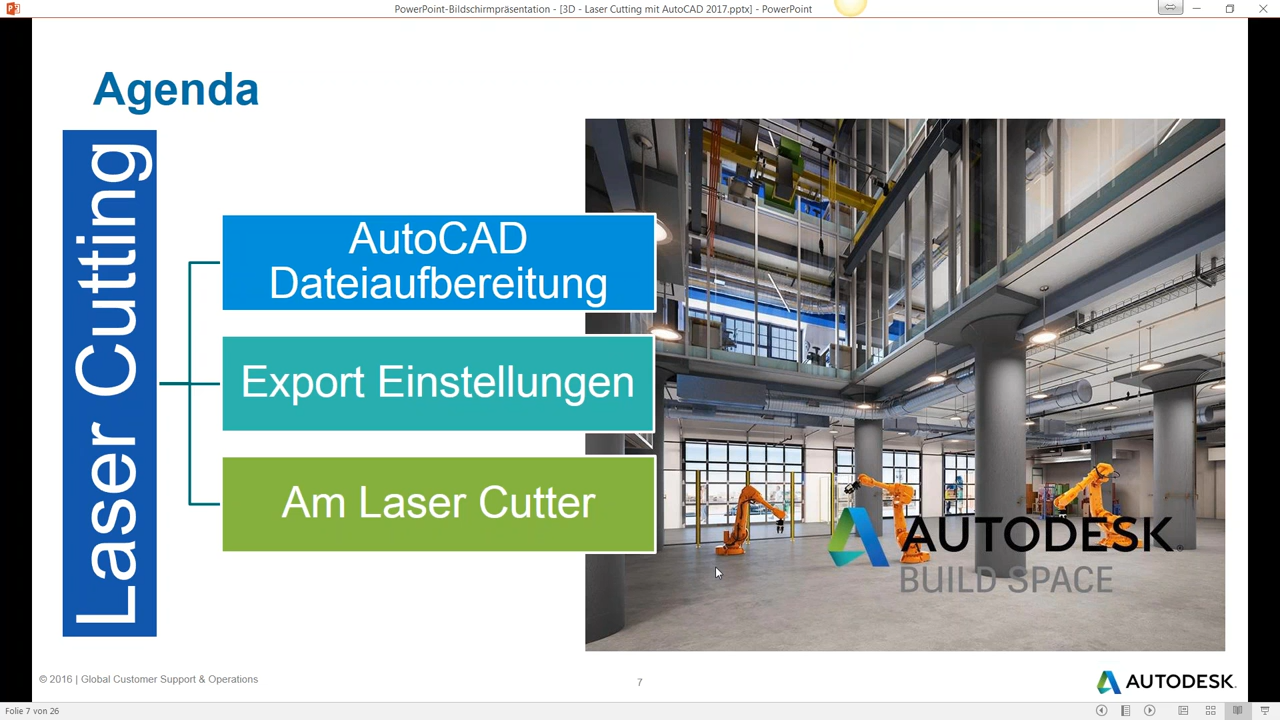 PowerPoint-Bildschirmpräsentation - [3D - Laser Cutting mit AutoCAD 2017.pptx] - PowerPoint
Agenda
Laser Cutting
AutoCAD
Dateiaufbereitung
Export Einstellungen
Am Laser Cutter
AUTODESK®
BUILD SPACE
© 2016 | Global Customer Support & Operations
7
AUTODESK.
Folie 7 von 26